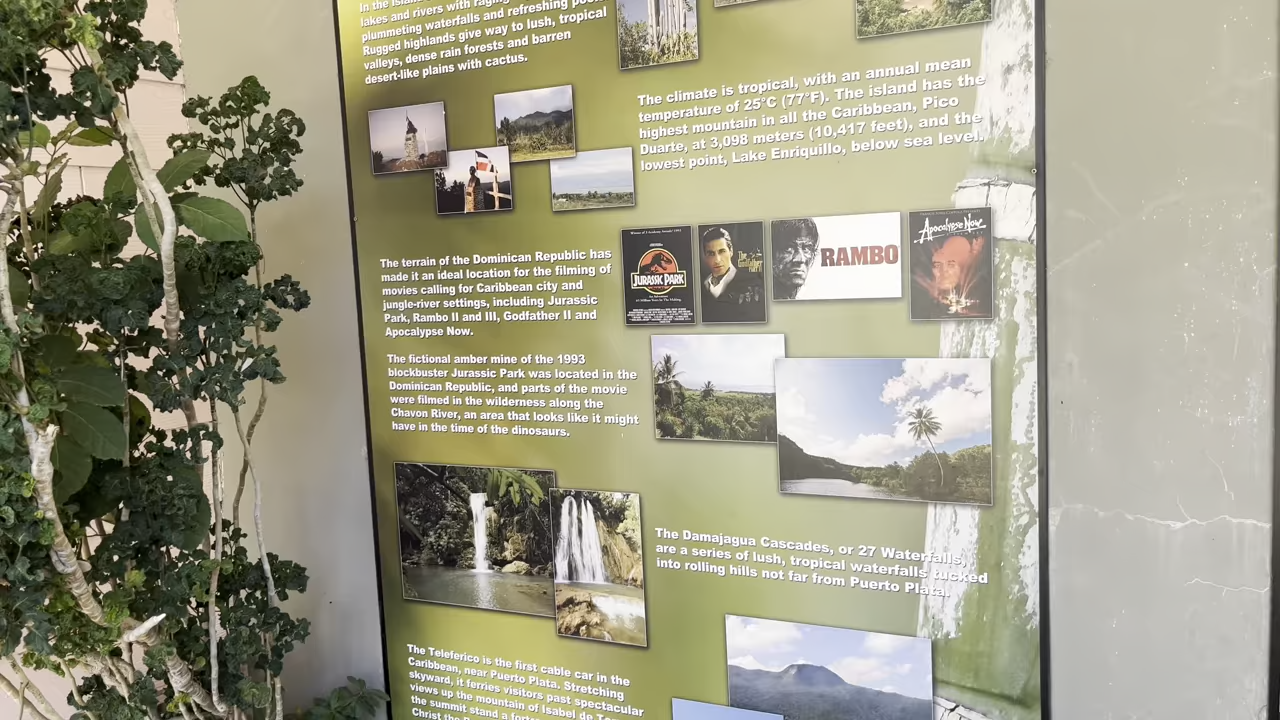 In the island
lakes and rivers with raging
plummeting waterfalls and refreshing
Rugged highlands give way to lush, tropical
valleys, dense rain forests and barren
desert-like plains with cactus.
The climate is tropical, with an annual mean
temperature of 25°C (77°F). The island has the
highest mountain in all the Caribbean, Pico
Duarte, at 3,098 meters (10,417 feet), and the
lowest point, Lake Enriquillo, below sea level.
The terrain of the Dominican Republic has
made it an ideal location for the filming of
movies calling for Caribbean city and
jungle-river settings, including Jurassic
Park, Rambo II and III, Godfather II and
Apocalypse Now.
JURASSIC PARK
The
Godfather
RAMBO
Apocalypse Now
The fictional amber mine of the 1993
blockbuster Jurassic Park was located in the
Dominican Republic, and parts of the movie
were filmed in the wilderness along the
Chavon River, an area that looks like it might
have in the time of the dinosaurs.
The Damajagua Cascades, or 27 Waterfalls,
are a series of lush, tropical waterfalls tucked
into rolling hills not far from Puerto Plata.
The Teleferico is the first cable car in the
Caribbean, near Puerto Plata. Stretching
skyward, it ferries visitors past spectacular
views up the mountain of Isabel de
the summit stand a
Christ the